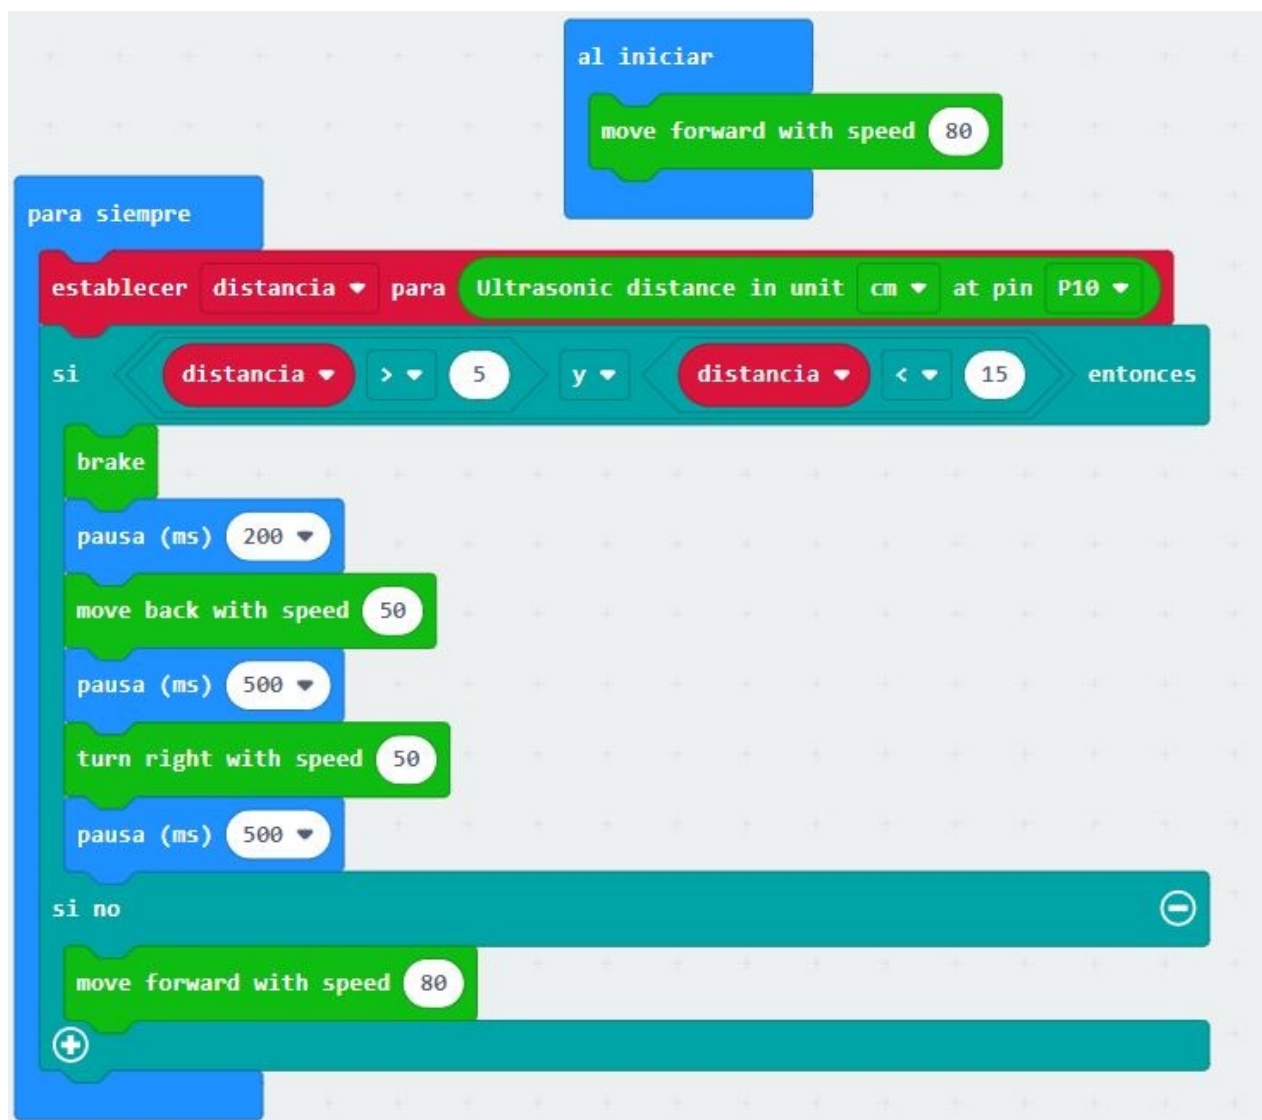 al iniciar
move forward with speed 80
para siempre
establecer distancia para Ultrasonic distance in unit cm at pin P10
si distancia > 5 y distancia < 15 entonces
brake
pausa (ms) 200
move back with speed 50
pausa (ms) 500
turn right with speed 50
pausa (ms) 500
si no
move forward with speed 80